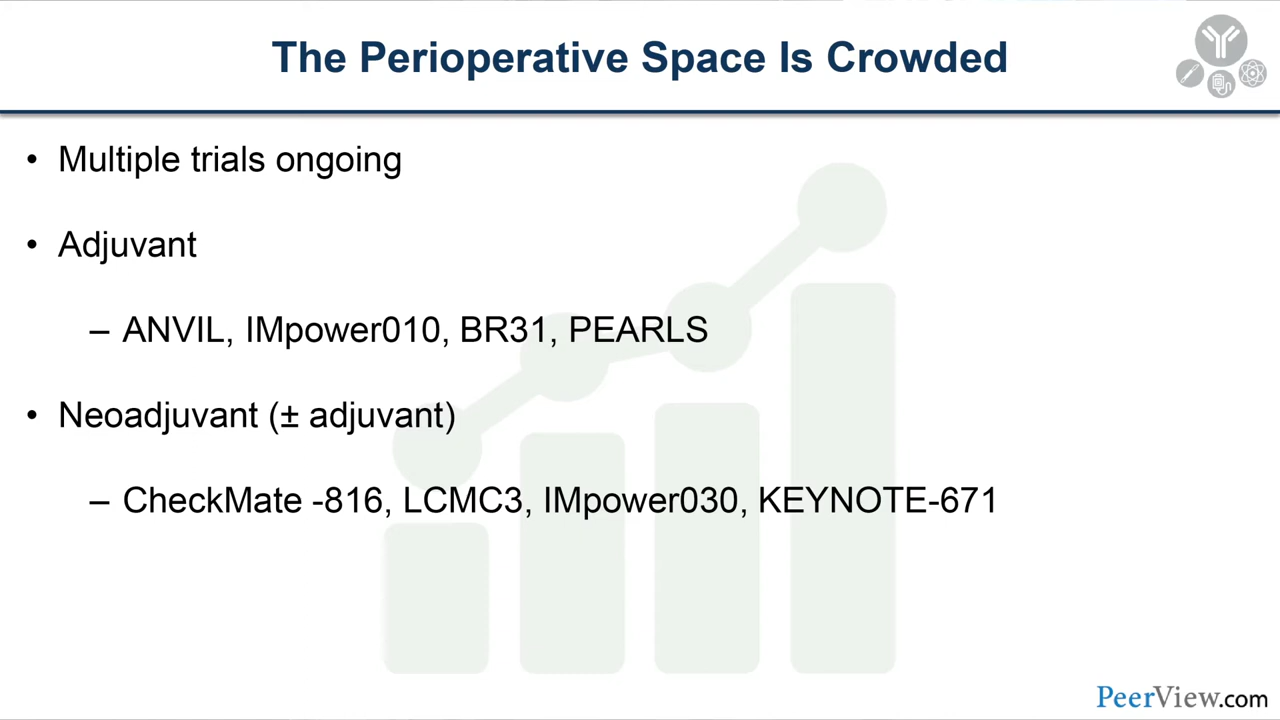 The Perioperative Space Is Crowded
• Multiple trials ongoing
• Adjuvant
– ANVIL, IMpower010, BR31, PEARLS
• Neoadjuvant (± adjuvant)
– CheckMate -816, LCMC3, IMpower030, KEYNOTE-671
PeerView.com